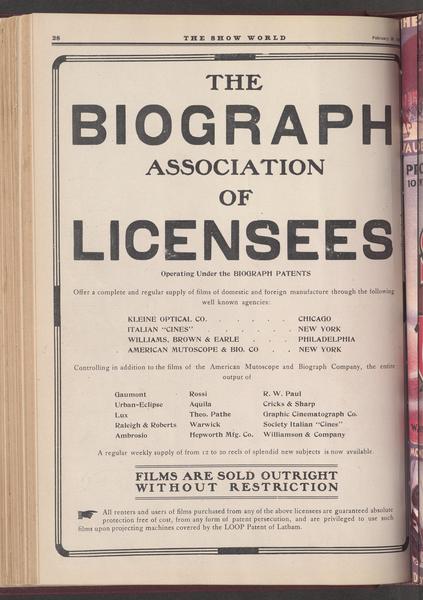 28 THE SHOW WORLD February
THE
BIOGRAPH
ASSOCIATION
OF
LICENSEES
Operating Under the BIOGRAPH PATENTS
Offer a complete and regular supply of films of domestic and foreign manufacture through the following
well known agencies:
KLEINE OPTICAL CO. . . . . . CHICAGO
ITALIAN "CINES" . . . . . . NEW YORK
WILLIAMS, BROWN & EARLE . . . PHILADELPHIA
AMERICAN MUTOSCOPE & BIO. CO . . NEW YORK
Controlling in addition to the films of the American Mutoscope and Biograph Company, the entire
output of
Gaumont Rossi R. W. Paul
Urban-Eclipse Aquila Cricks & Sharp
Lux Theo. Pathe Graphic Cinematograph Co.
Raleigh & Roberts Warwick Society Italian "Cines"
Ambrosio Hepworth Mfg. Co. Williamson & Company
A regular weekly supply of from 12 to 20 reels of splendid new subjects is now available.
FILMS ARE SOLD OUTRIGHT
WITHOUT RESTRICTION
All renters and users of films purchased from any of the above licensees are guaranteed absolute
protection free of cost, from any form of patent persecution, and are privileged to use such
films upon projecting machines covered by the LOOP Patent of Latham.